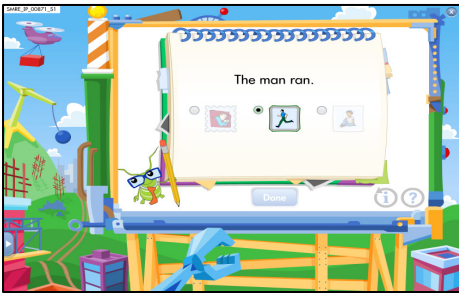 SMRE_IP_00871_S1
The man ran.
Done